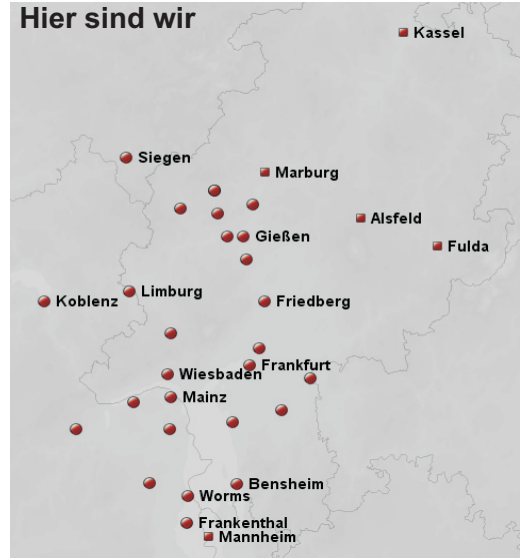 Hier sind wir
Kassel
Siegen
Marburg
Alsfeld
Gießen
Fulda
Limburg
Koblenz
Friedberg
Frankfurt
Wiesbaden
Mainz
Bensheim
Worms
Frankenthal
Mannheim